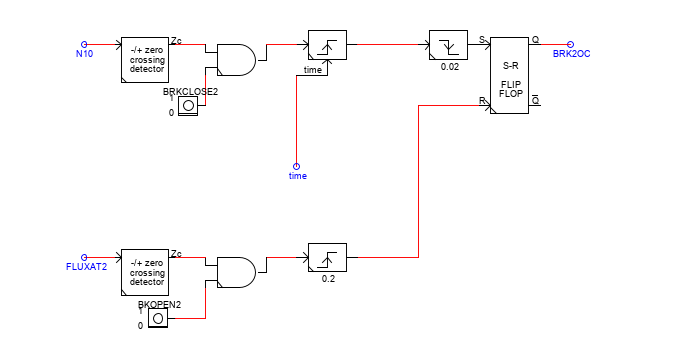 N10
-/+ zero
crossing
detector
Zc
BRKCLOSE2
1
0
time
time
0.02
S
R
S-R
FLIP
FLOP
Q
Q̅
BRK2OC
FLUXAT2
-/+ zero
crossing
detector
Zc
BKOPEN2
1
0
0.2